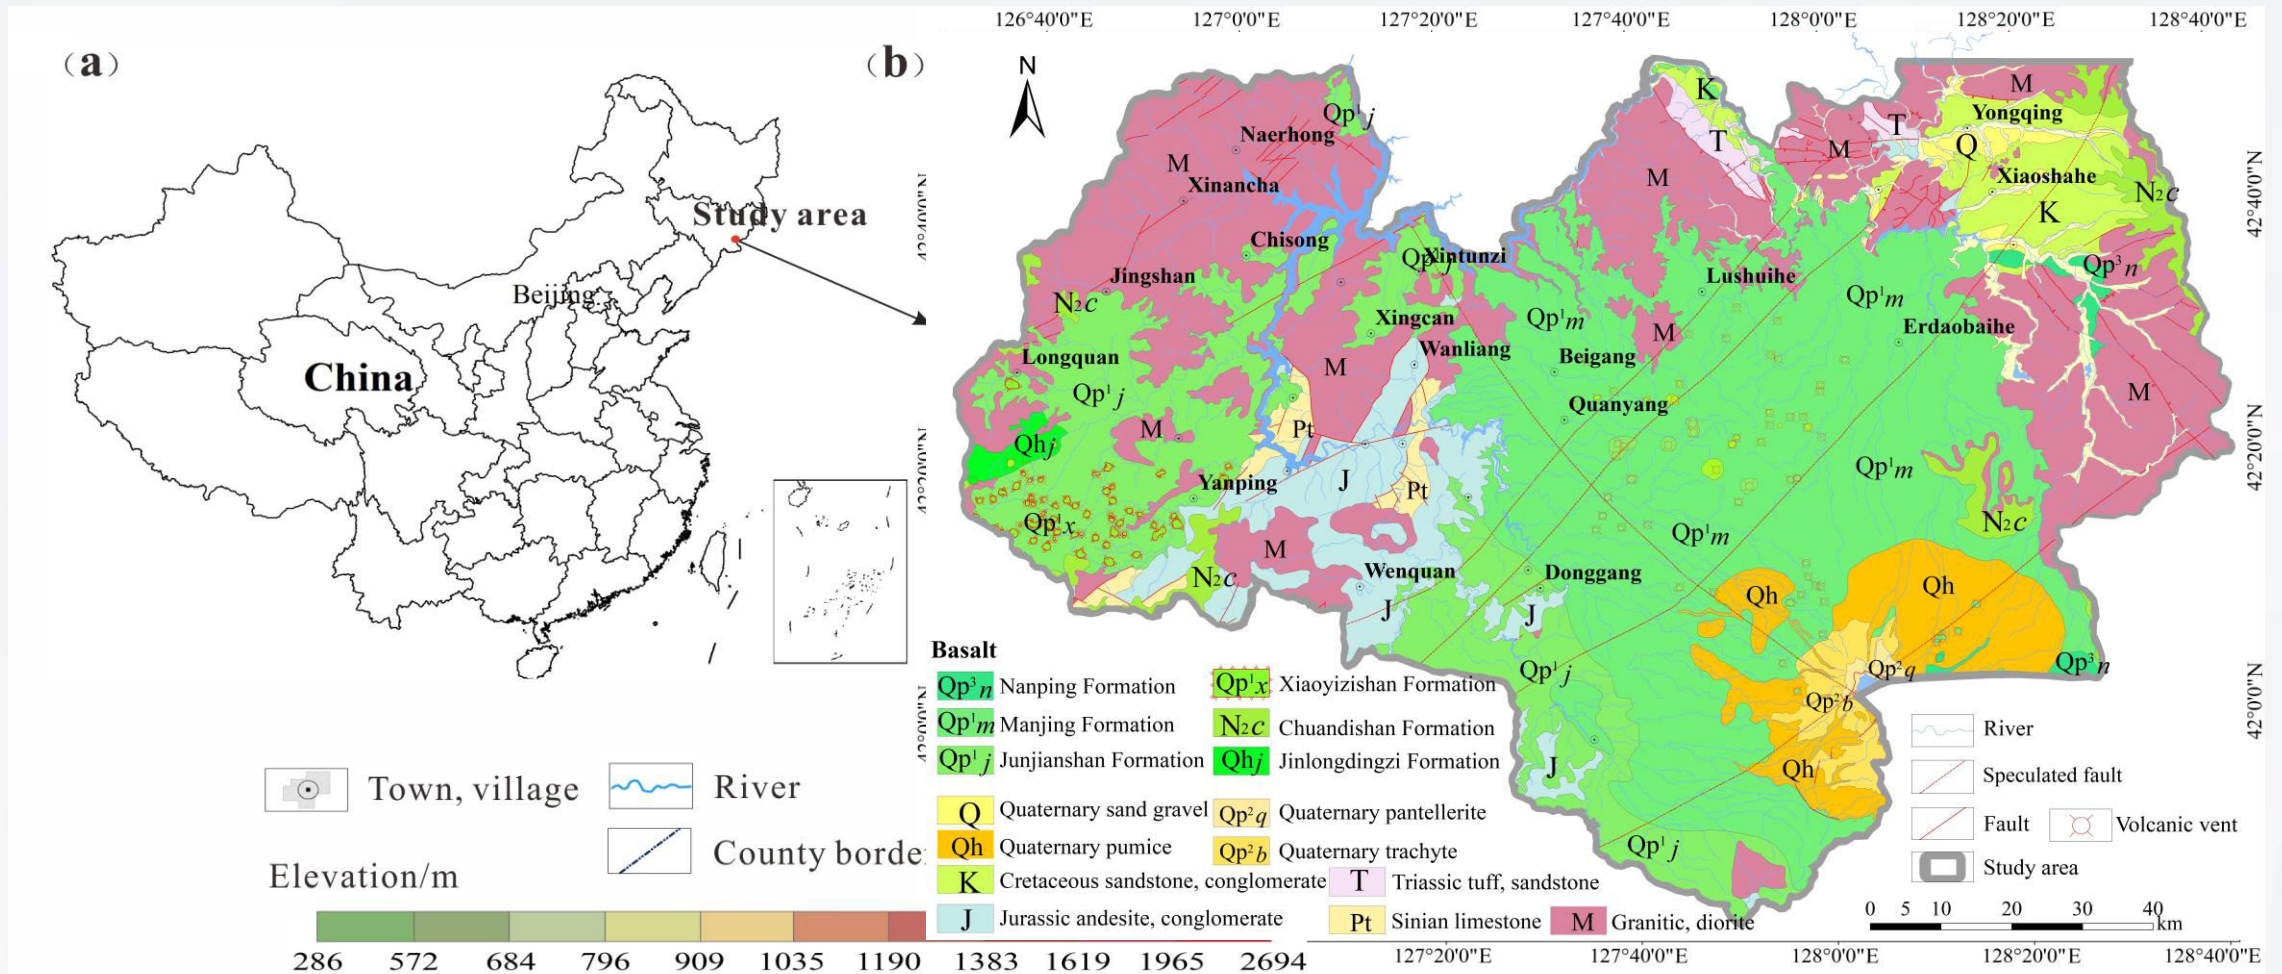 (a)
Study area
Beijing
China
Town, village
River
County borde
Elevation/m
286 572 684 796 909 1035 1190 1383 1619 1965 2694
(b)
126°40'0"E 127°0'0"E 127°20'0"E 127°40'0"E 128°0'0"E 128°20'0"E 128°40'0"E
N
M
Qp¹j
Naerhong
M
Xinancha
Chisong
Jingshan
N₂c
Qp¹j
Xintunzi
Xingcan
Wanliang
Longquan
Qp¹j
M
M
Qhj
Pt
Yanping
J
Pt
Qp¹x
M
N₂c
Wenquan
J
K
T
M
M
T
M
Yongqing
Q
Xiaoshahe
N₂c
K
Qp³n
Lushuihe
Qp¹m
Qp¹m
M
Erdaobaihe
Beigang
M
Quanyang
Qp¹m
N₂c
Qp¹m
Donggang
J
Qh
Qh
Qp¹j
Qp²q
Qp³n
Qp²b
Qh
J
Qp¹j
42°40'0"N
42°20'0"N
42°0'0"N
Basalt
Qp³n Nanping Formation
Qp¹m Manjing Formation
Qp¹j Junjianshan Formation
Qp¹x Xiaoyizishan Formation
N₂c Chuandishan Formation
Qhj Jinlongdingzi Formation
Q Quaternary sand gravel
Qh Quaternary pumice
K Cretaceous sandstone, conglomerate
J Jurassic andesite, conglomerate
Qp²q Quaternary pantellerite
Qp²b Quaternary trachyte
T Triassic tuff, sandstone
Pt Sinian limestone
M Granitic, diorite
River
Speculated fault
Fault
Volcanic vent
Study area
0 5 10 20 30 40
km
127°20'0"E 127°40'0"E 128°0'0"E 128°20'0"E 128°40'0"E